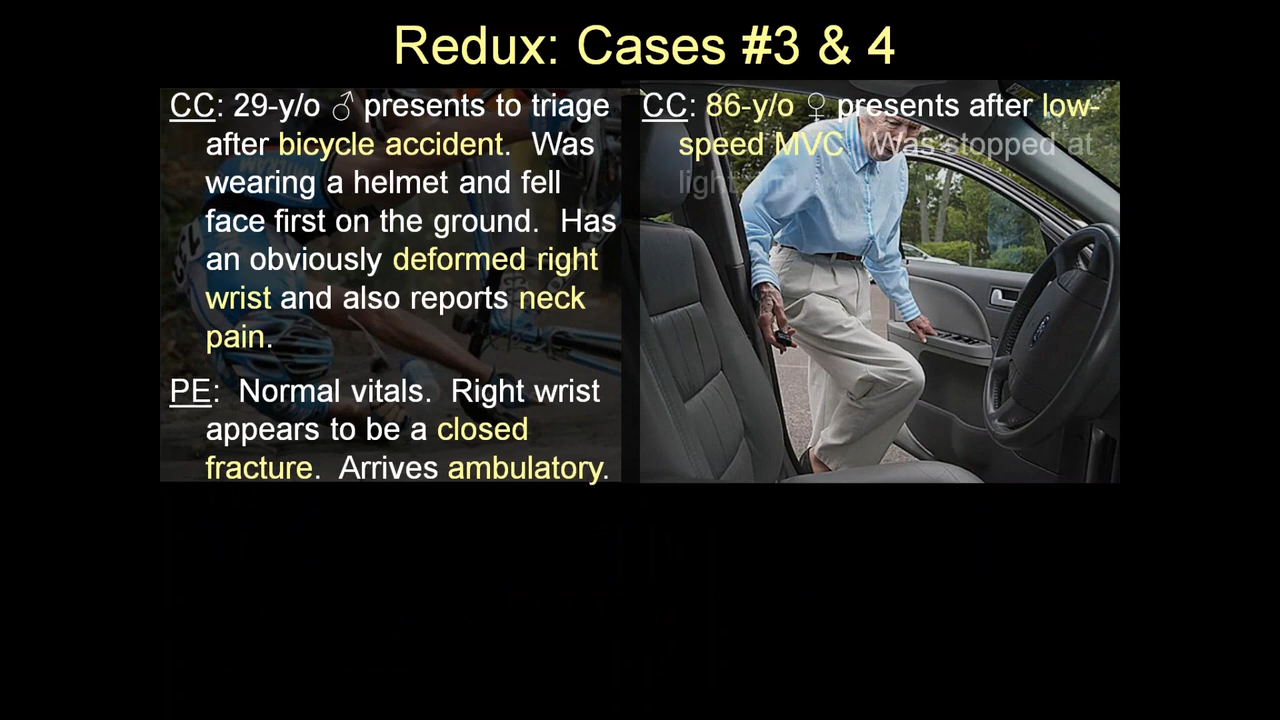 Redux: Cases #3 & 4
CC: 29-y/o ♂ presents to triage
after bicycle accident. Was
wearing a helmet and fell
face first on the ground. Has
an obviously deformed right
wrist and also reports neck
pain.
PE: Normal vitals. Right wrist
appears to be a closed
fracture. Arrives ambulatory.
CC: 86-y/o ♀ presents after low-
speed MVC. Was stopped at
light